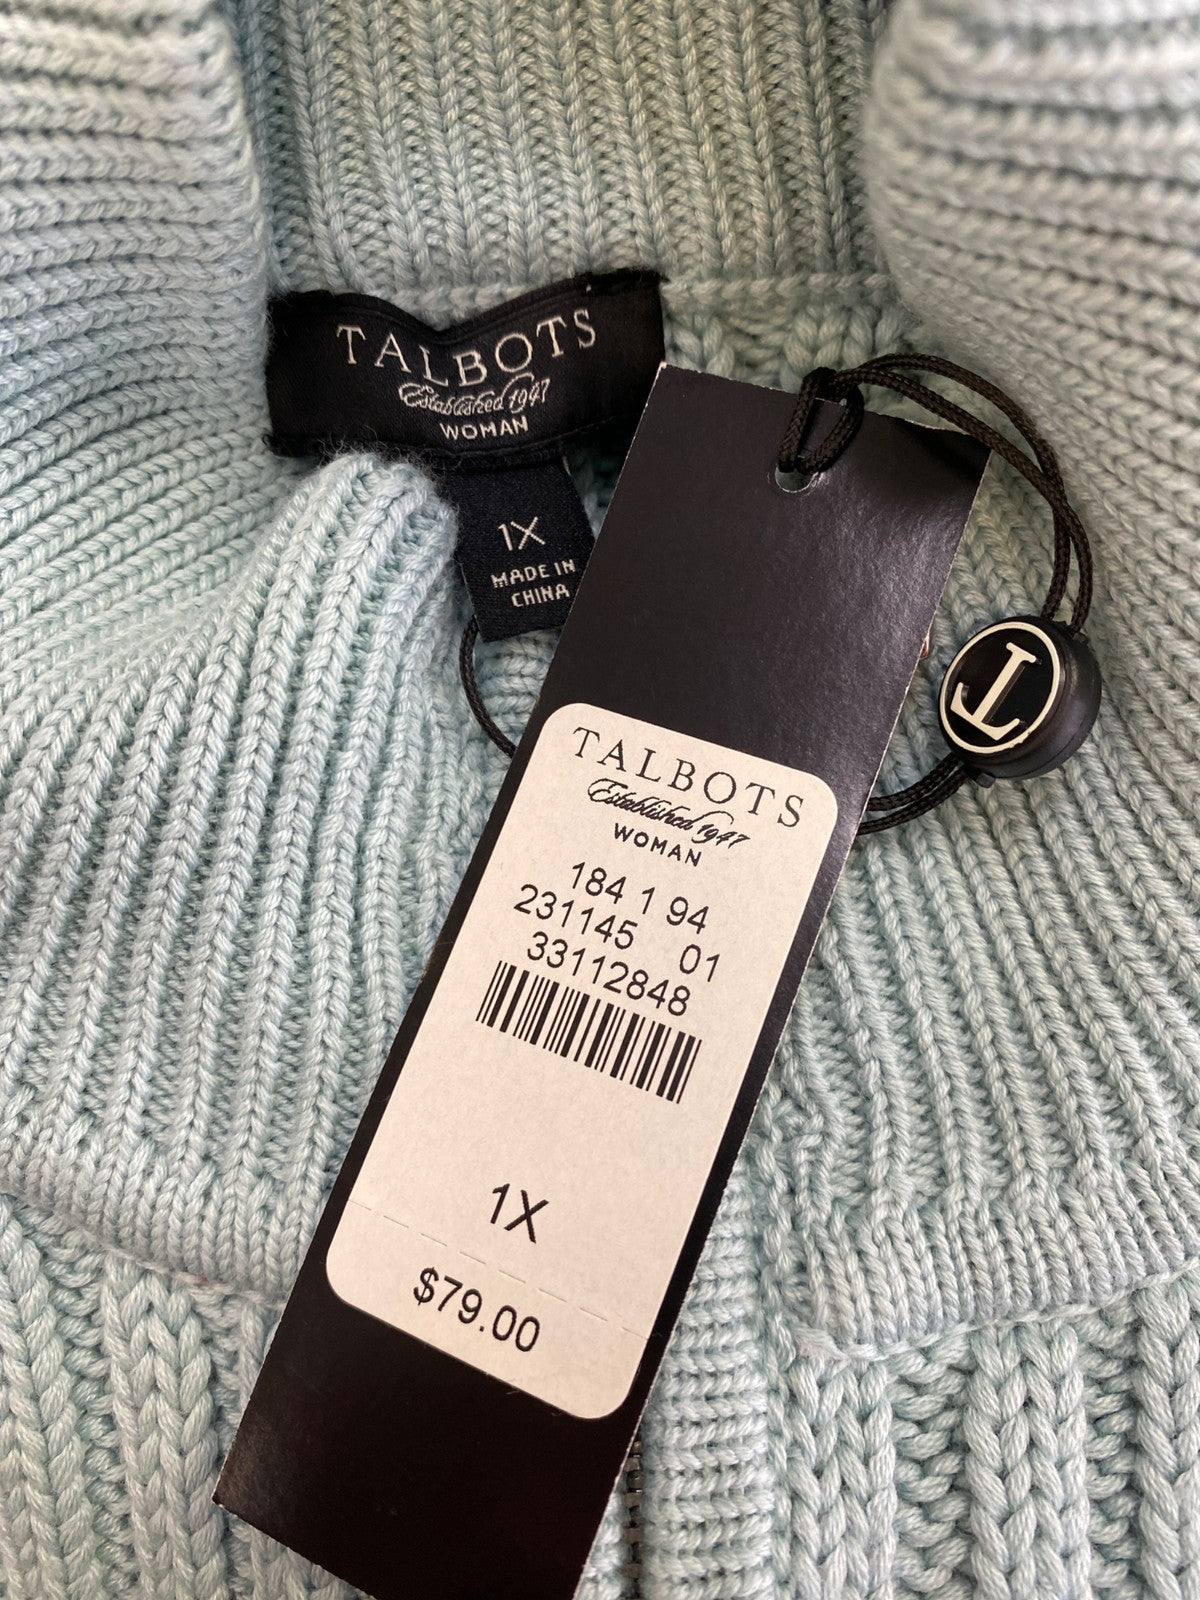 TALBOTS
Established 1947
WOMAN
1X
MADE IN
CHINA
T
TALBOTS
Established 1947
WOMAN
184 1 94
231145 01
33112848
1X
$79.00